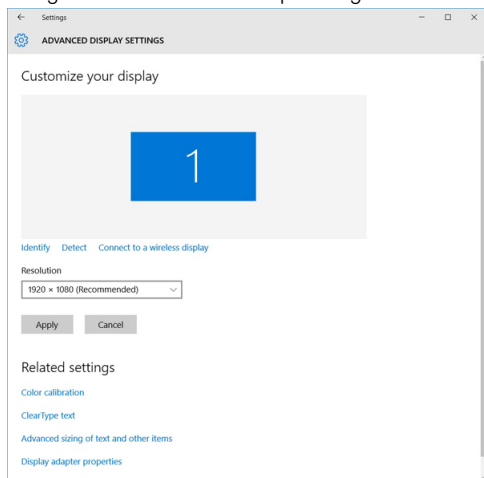 Settings
ADVANCED DISPLAY SETTINGS
Customize your display
1
Identify Detect Connect to a wireless display
Resolution
1920 × 1080 (Recommended)
Apply Cancel
Related settings
Color calibration
ClearType text
Advanced sizing of text and other items
Display adapter properties